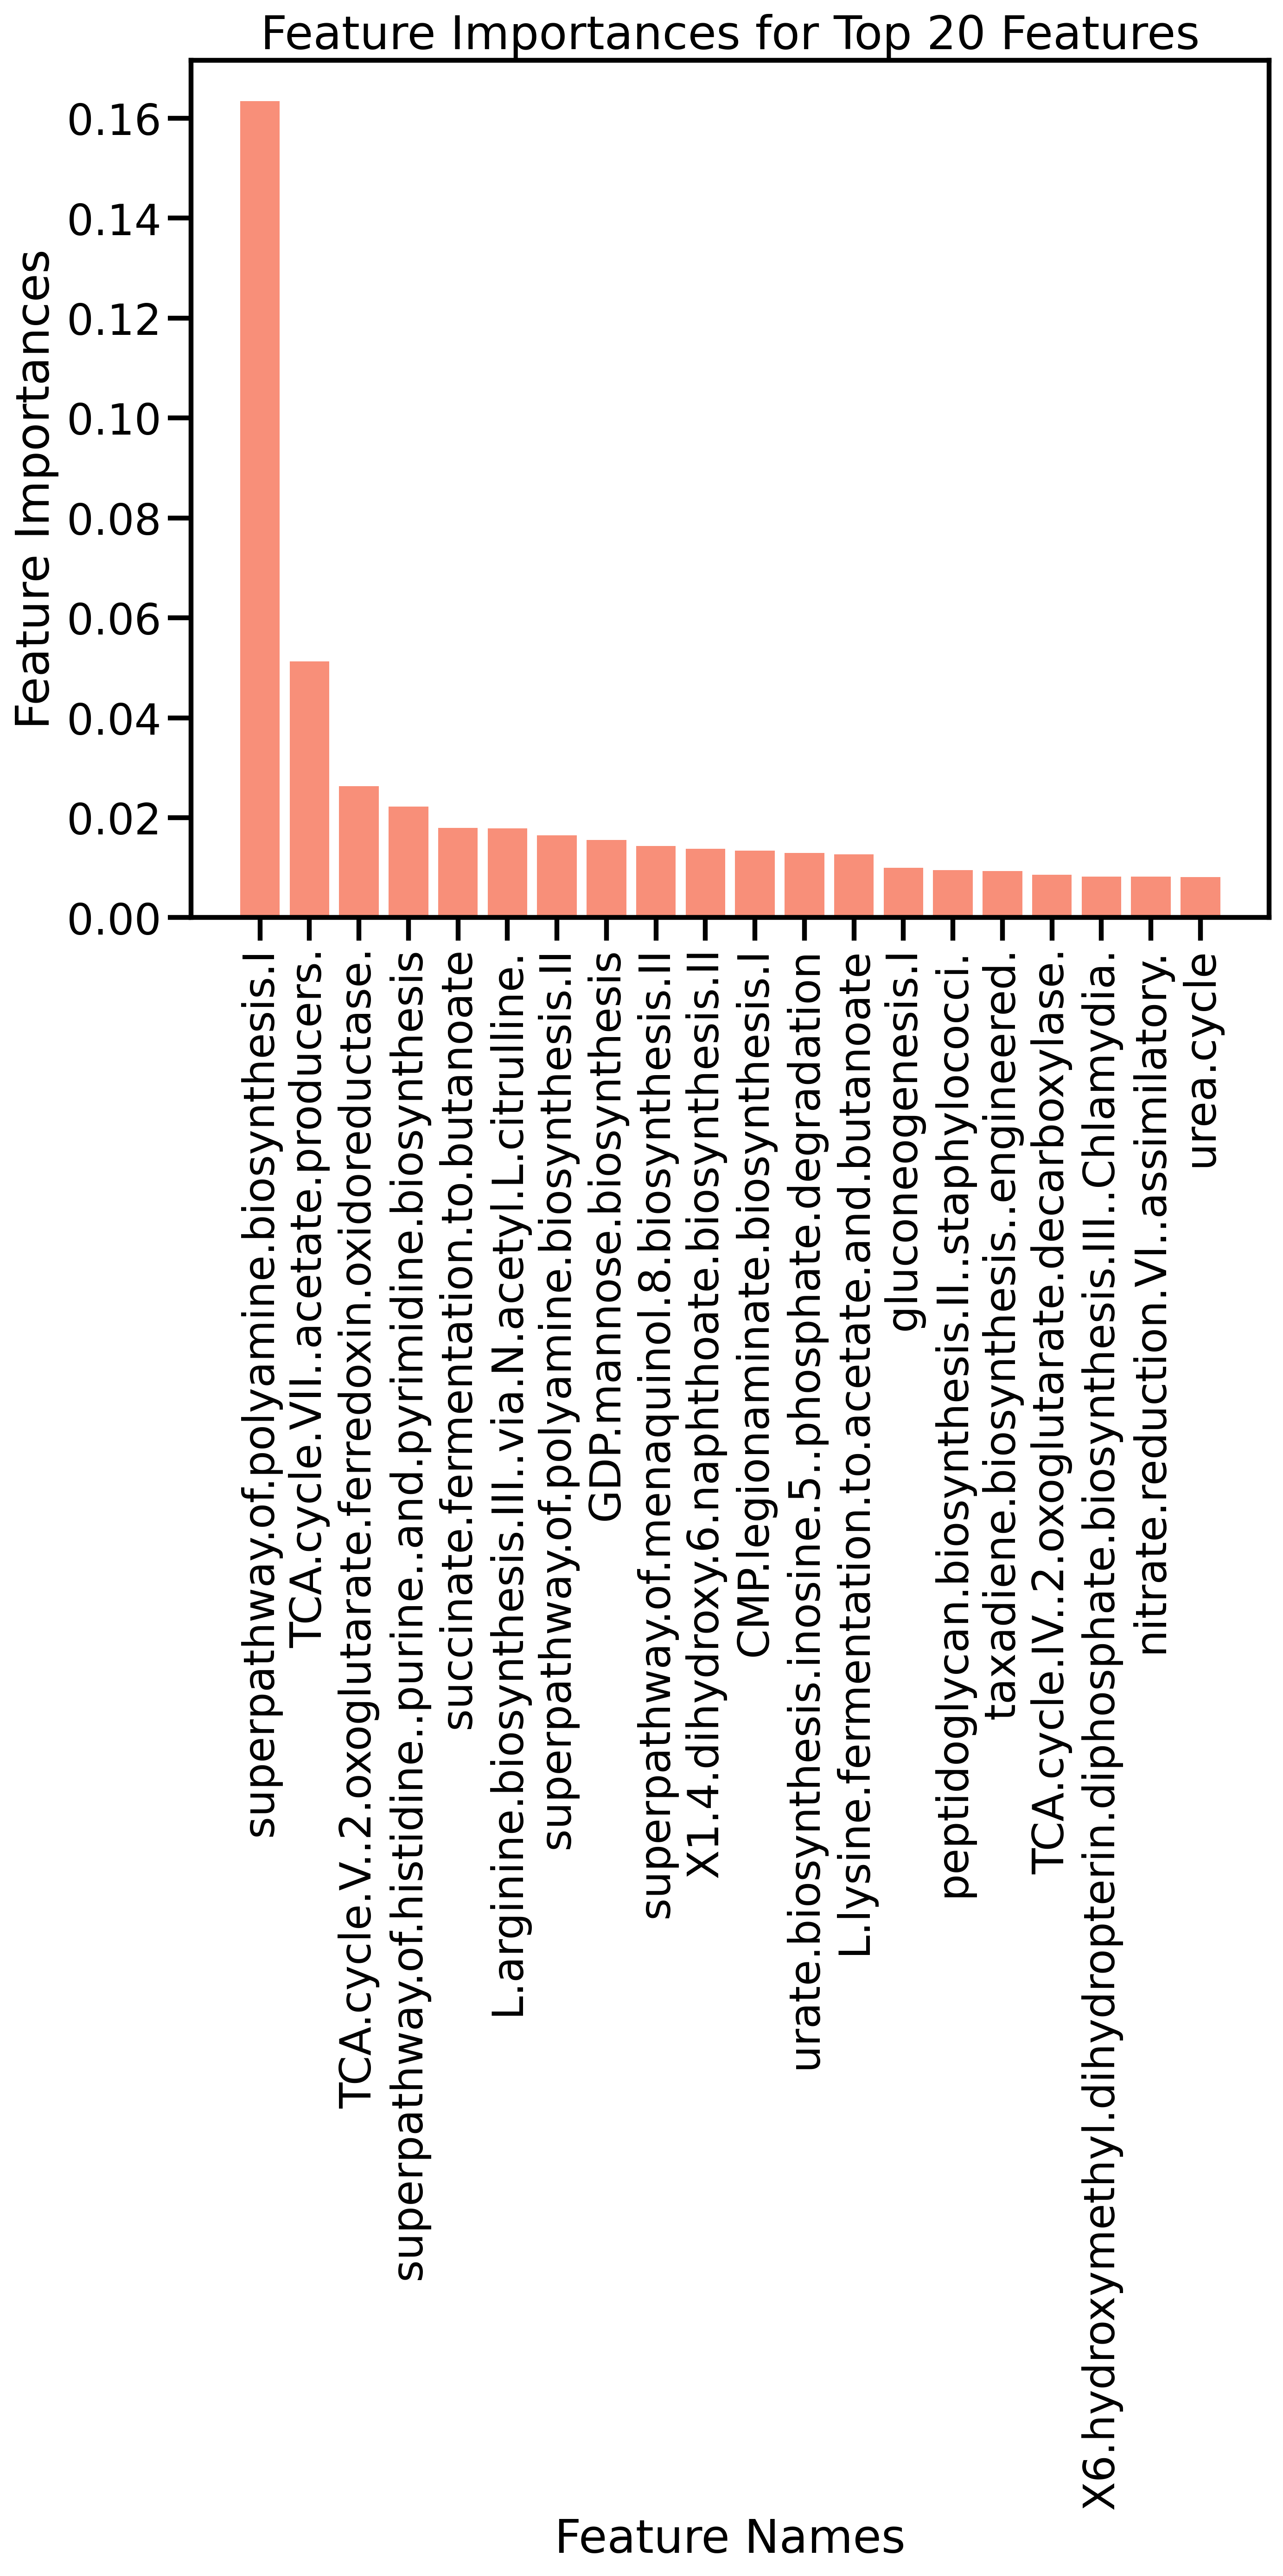 Feature Importances for Top 20 Features
Feature Importances
0.16
0.14
0.12
0.10
0.08
0.06
0.04
0.02
0.00
superpathway.of.polyamine.biosynthesis.I
TCA.cycle.VII..acetate.producers.
TCA.cycle.V..2.oxoglutarate.ferredoxin.oxidoreductase.
superpathway.of.histidine..purine..and.pyrimidine.biosynthesis
succinate.fermentation.to.butanoate
L.arginine.biosynthesis.III..via.N.acetyl.L.citrulline.
superpathway.of.polyamine.biosynthesis.II
GDP.mannose.biosynthesis
superpathway.of.menaquinol.8.biosynthesis.II
X1.4.dihydroxy.6.naphthoate.biosynthesis.II
CMP.legionaminate.biosynthesis.I
urate.biosynthesis.inosine.5..phosphate.degradation
L.lysine.fermentation.to.acetate.and.butanoate
gluconeogenesis.I
peptidoglycan.biosynthesis.II..staphylococci.
taxadiene.biosynthesis..engineered.
TCA.cycle.IV..2.oxoglutarate.decarboxylase.
X6.hydroxymethyl.dihydropterin.diphosphate.biosynthesis.III..Chlamydia.
nitrate.reduction.VI..assimilatory.
urea.cycle
Feature Names